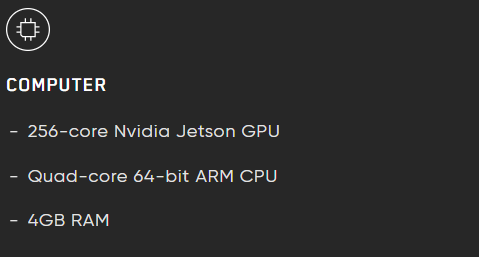 COMPUTER
- 256-core Nvidia Jetson GPU
- Quad-core 64-bit ARM CPU
- 4GB RAM